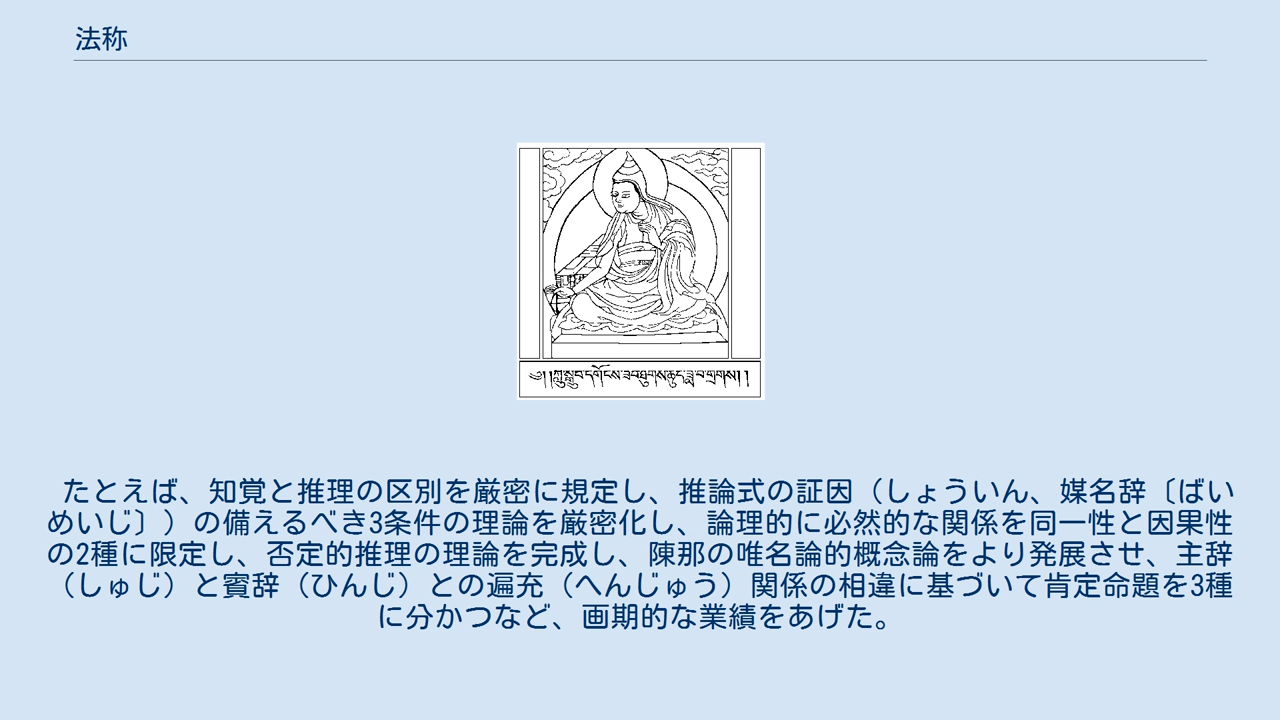 法称
༄། །ཀླུ་སྒྲུབ་དགོངས་ཟབ་ཐུགས་ཆུད་ཟླ་བ་གྲགས། །
たとえば、知覚と推理の区別を厳密に規定し、推論式の証因（しょういん、媒名辞〔ばい
めいじ〕）の備えるべき3条件の理論を厳密化し、論理的に必然的な関係を同一性と因果性
の2種に限定し、否定的推理の理論を完成し、陳那の唯名論的概念論をより発展させ、主辞
（しゅじ）と賓辞（ひんじ）との遍充（へんじゅう）関係の相違に基づいて肯定命題を3種
に分かつなど、画期的な業績をあげた。